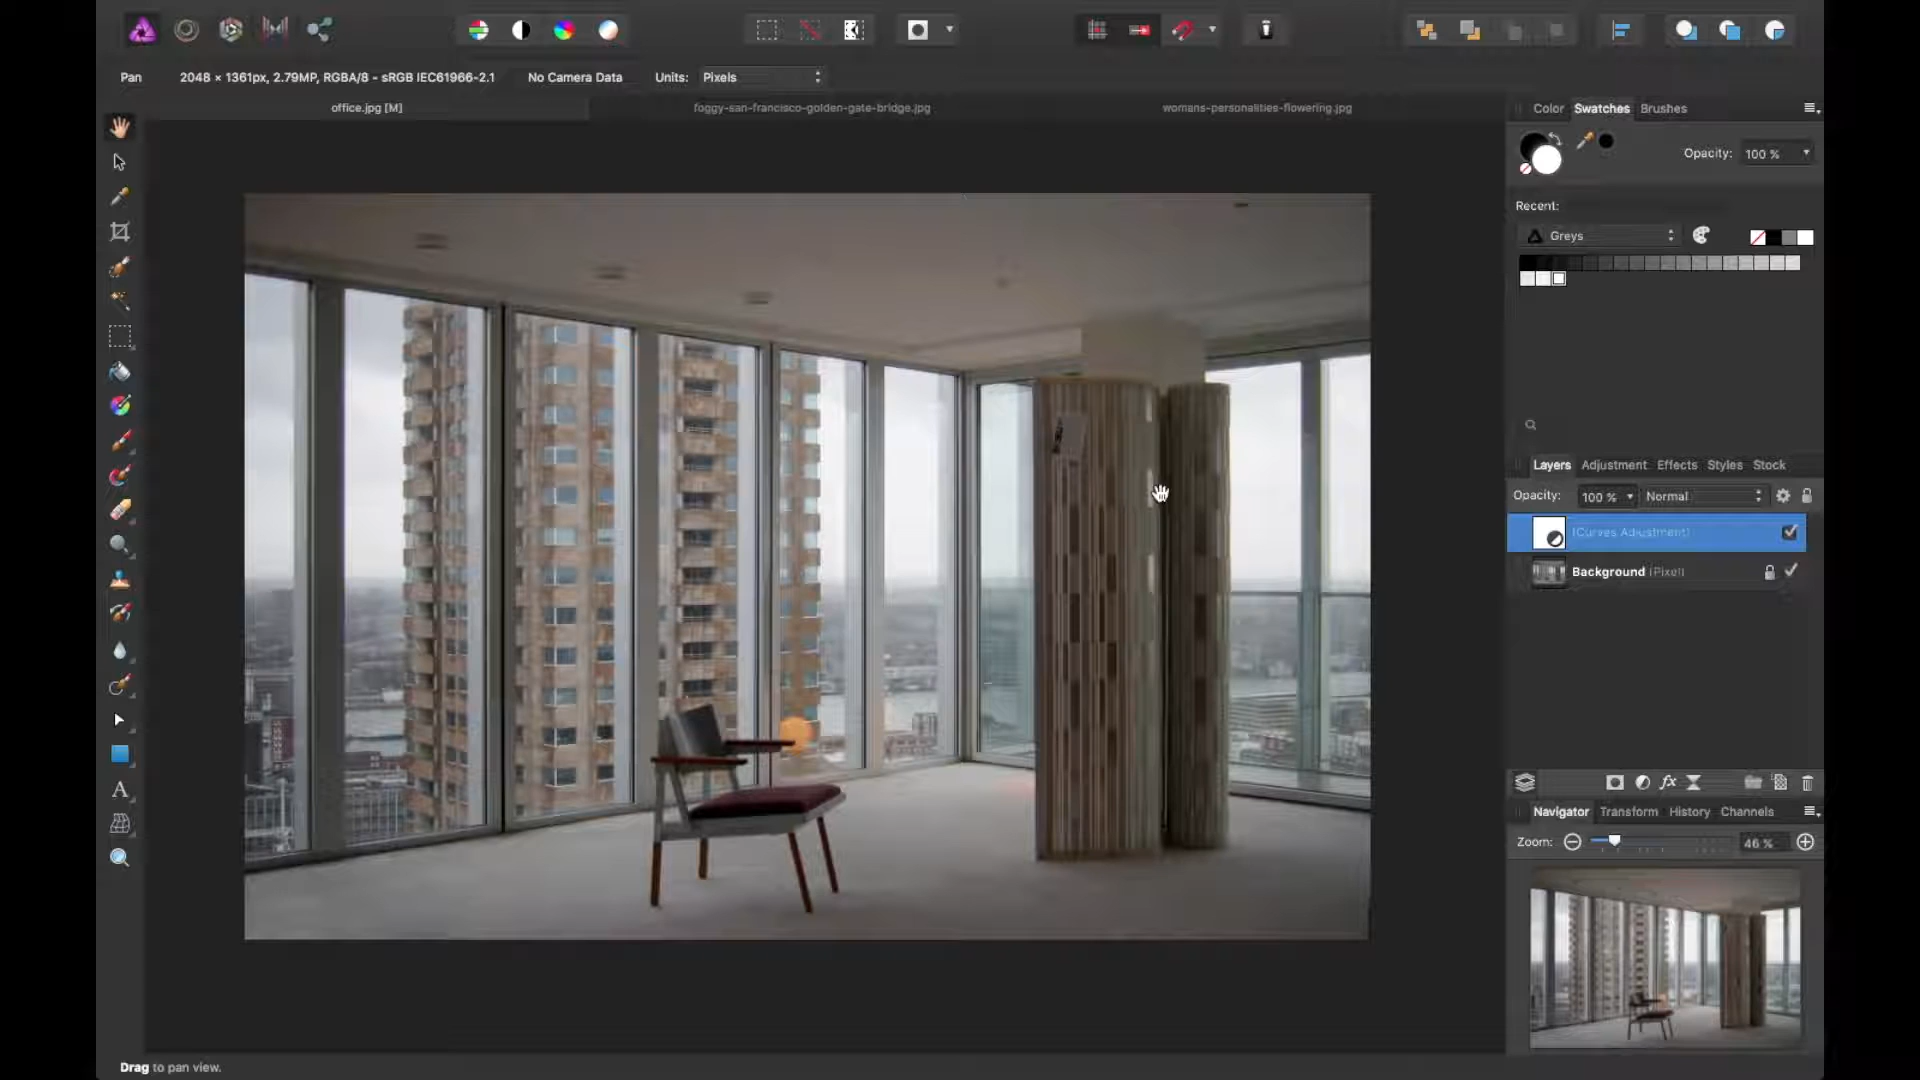 Pan
2048 × 1361px, 2.79MP, RGBA/8 - sRGB IEC61966-2.1
No Camera Data
Units:
Pixels
office.jpg [M]
foggy-san-francisco-golden-gate-bridge.jpg
womans-personalities-flowering.jpg
Color
Swatches
Brushes
Opacity:
100 %
Recent:
Greys
Layers
Adjustment
Effects
Styles
Stock
Opacity:
100 %
Normal
(Curves Adjustment)
Background (Pixel)
Navigator
Transform
History
Channels
Zoom:
46 %
Drag to pan view.